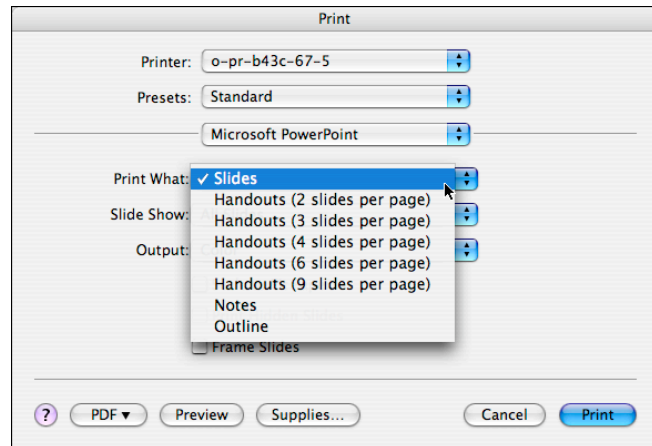 Print
Printer: o-pr-b43c-67-5
Presets: Standard
Microsoft PowerPoint
Print What: ✓ Slides
Handouts (2 slides per page)
Slide Show: Handouts (3 slides per page)
Handouts (4 slides per page)
Output: Handouts (6 slides per page)
Handouts (9 slides per page)
Notes
Outline
Frame Slides
? PDF▼ Preview Supplies... Cancel Print